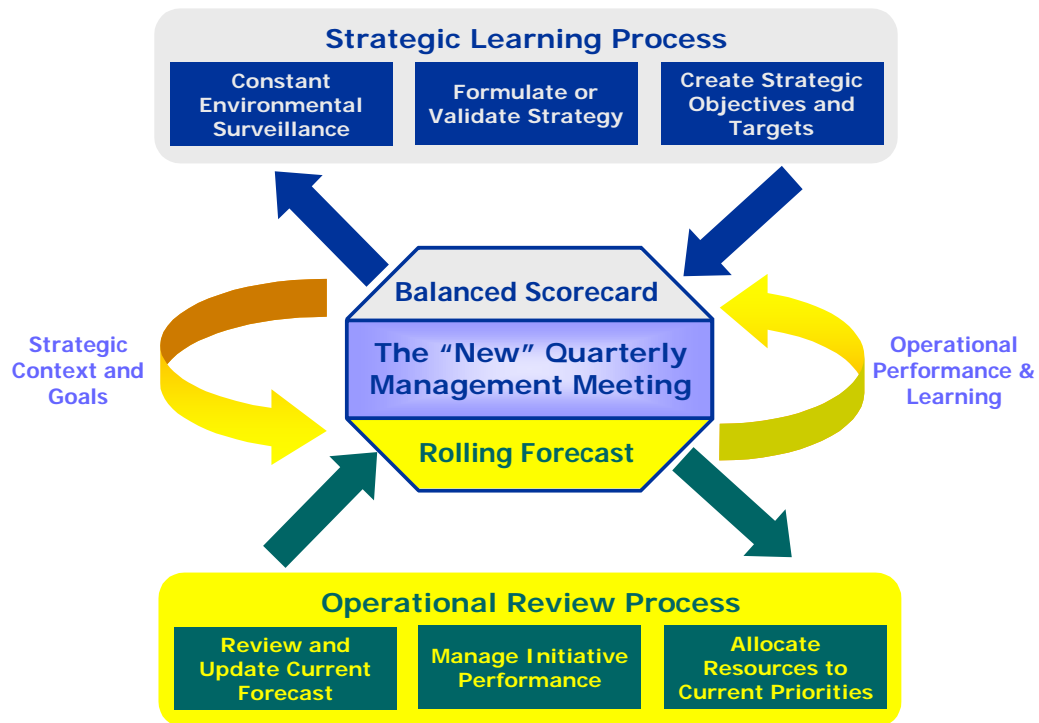 Strategic Learning Process
Constant
Environmental
Surveillance
Formulate or
Validate Strategy
Create Strategic
Objectives and
Targets
Balanced Scorecard
The “New” Quarterly
Management Meeting
Rolling Forecast
Strategic
Context and
Goals
Operational
Performance &
Learning
Operational Review Process
Review and
Update Current
Forecast
Manage Initiative
Performance
Allocate
Resources to
Current Priorities